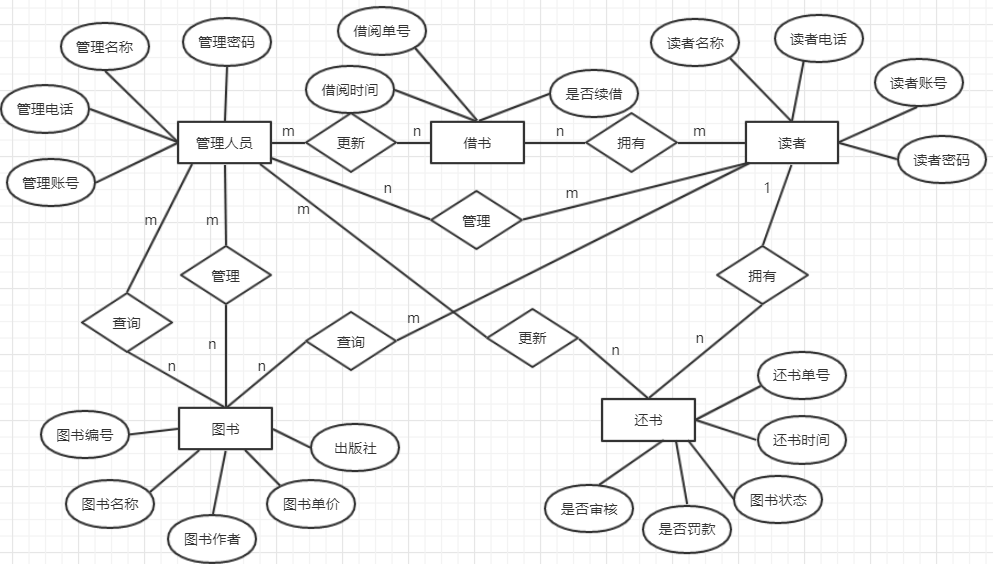 借阅单号
管理名称
管理密码
读者名称
读者电话
借阅时间
是否续借
读者账号
管理电话
管理人员
m
更新
n
借书
n
拥有
m
读者
读者密码
管理账号
n
m
1
m
m
m
管理
管理
拥有
查询
m
更新
查询
n
n
n
n
n
还书单号
图书编号
图书
出版社
还书
还书时间
图书名称
图书单价
图书状态
是否审核
图书作者
是否罚款